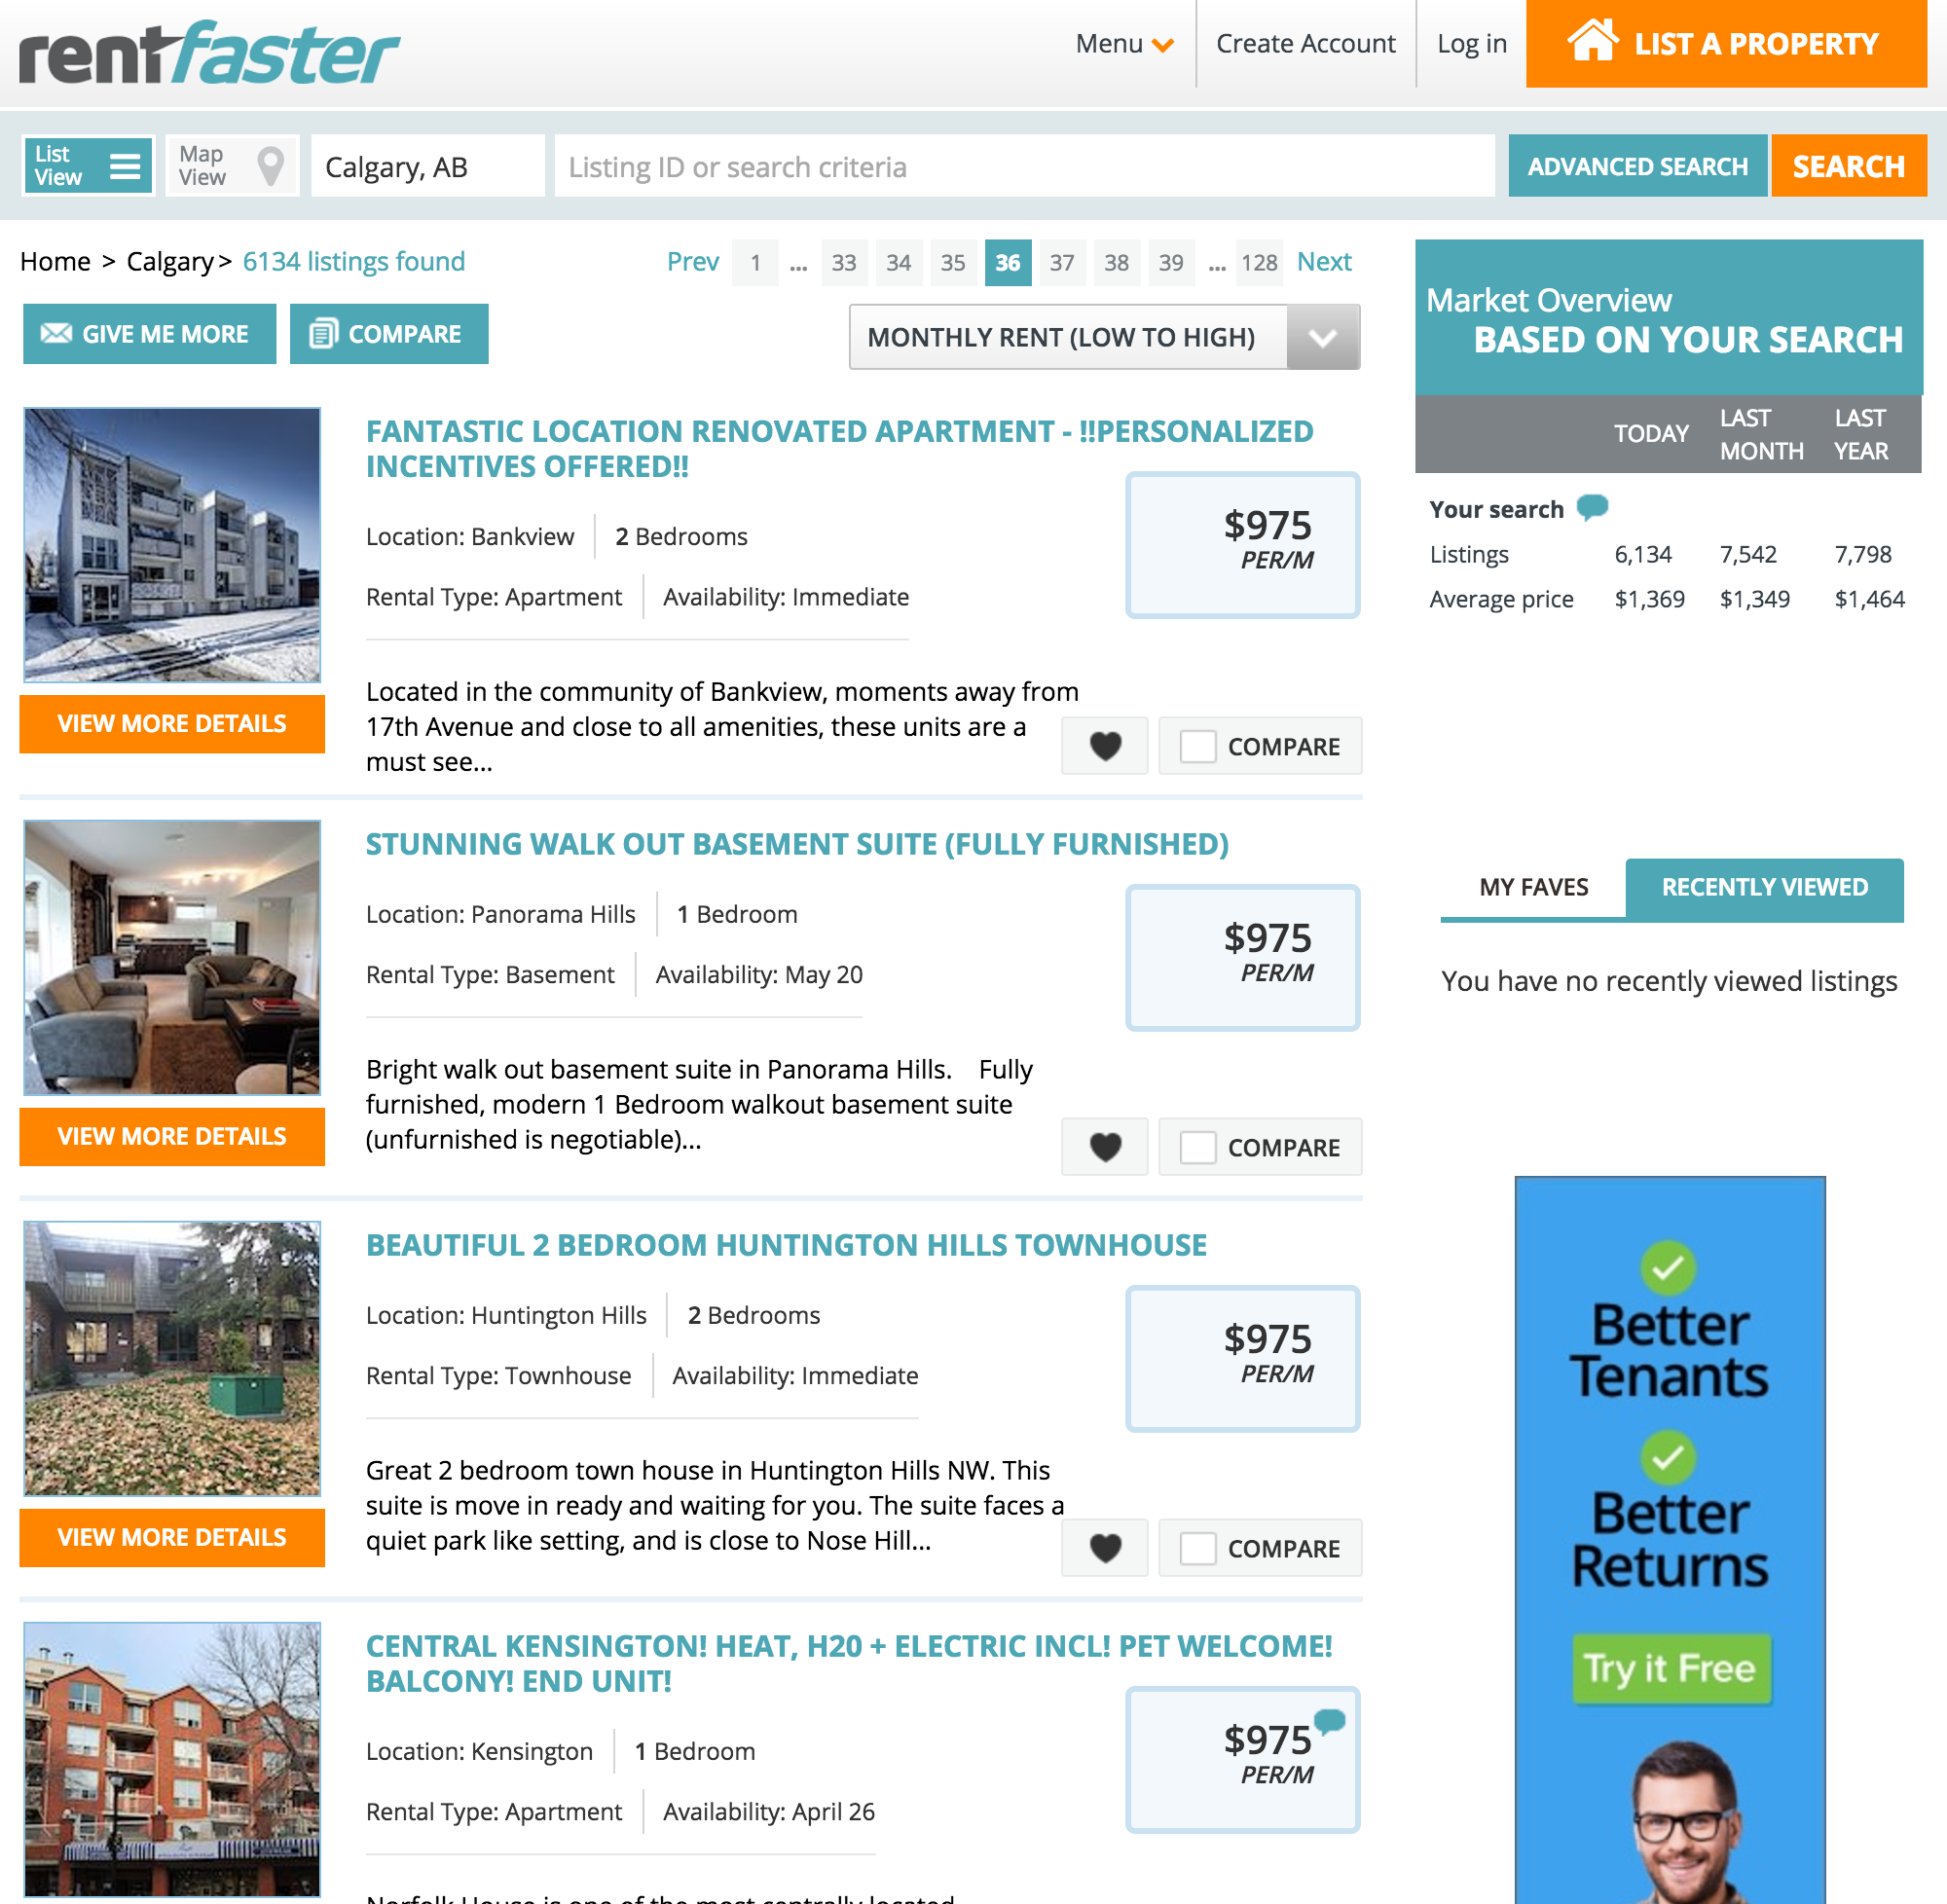 rentfaster
Menu
Create Account
Log in
LIST A PROPERTY
List
View
Map
View
Calgary, AB
Listing ID or search criteria
ADVANCED SEARCH
SEARCH
Home > Calgary > 6134 listings found
Prev 1 ... 33 34 35 36 37 38 39 ... 128 Next
GIVE ME MORE
COMPARE
MONTHLY RENT (LOW TO HIGH)
FANTASTIC LOCATION RENOVATED APARTMENT - !!PERSONALIZED
INCENTIVES OFFERED!!
Location: Bankview 2 Bedrooms
Rental Type: Apartment Availability: Immediate
$975
PER/M
Located in the community of Bankview, moments away from
17th Avenue and close to all amenities, these units are a
must see...
VIEW MORE DETAILS
COMPARE
STUNNING WALK OUT BASEMENT SUITE (FULLY FURNISHED)
Location: Panorama Hills 1 Bedroom
Rental Type: Basement Availability: May 20
$975
PER/M
Bright walk out basement suite in Panorama Hills. Fully
furnished, modern 1 Bedroom walkout basement suite
(unfurnished is negotiable)...
VIEW MORE DETAILS
COMPARE
BEAUTIFUL 2 BEDROOM HUNTINGTON HILLS TOWNHOUSE
Location: Huntington Hills 2 Bedrooms
Rental Type: Townhouse Availability: Immediate
$975
PER/M
Great 2 bedroom town house in Huntington Hills NW. This
suite is move in ready and waiting for you. The suite faces a
quiet park like setting, and is close to Nose Hill...
VIEW MORE DETAILS
COMPARE
CENTRAL KENSINGTON! HEAT, H20 + ELECTRIC INCL! PET WELCOME!
BALCONY! END UNIT!
Location: Kensington 1 Bedroom
Rental Type: Apartment Availability: April 26
$975
PER/M
Norfolk House is one of the most centrally located
Market Overview
BASED ON YOUR SEARCH
TODAY LAST MONTH LAST YEAR
Your search
Listings 6,134 7,542 7,798
Average price $1,369 $1,349 $1,464
MY FAVES
RECENTLY VIEWED
You have no recently viewed listings
Better
Tenants
Better
Returns
Try it Free